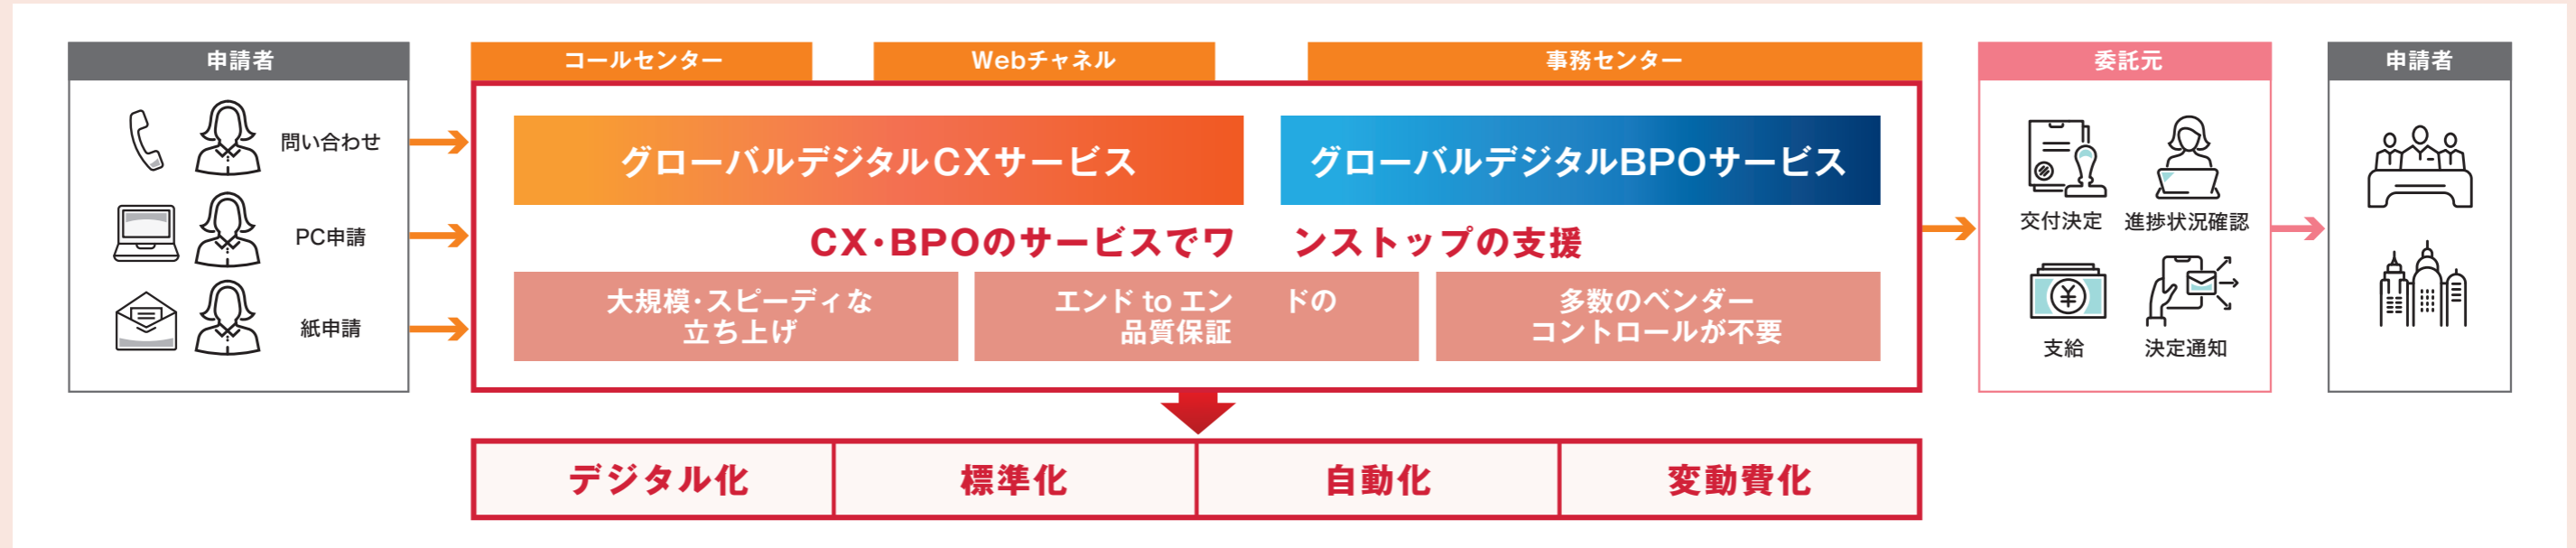 申請者
問い合わせ
PC申請
紙申請
コールセンター
Webチャネル
事務センター
グローバルデジタルCXサービス
グローバルデジタルBPOサービス
CX・BPOのサービスでワ ンストップの支援
大規模・スピーディな
立ち上げ
エンド to エン ドの
品質保証
多数のベンダー
コントロールが不要
デジタル化
標準化
自動化
変動費化
委託元
交付決定
進捗状況確認
支給
決定通知
申請者